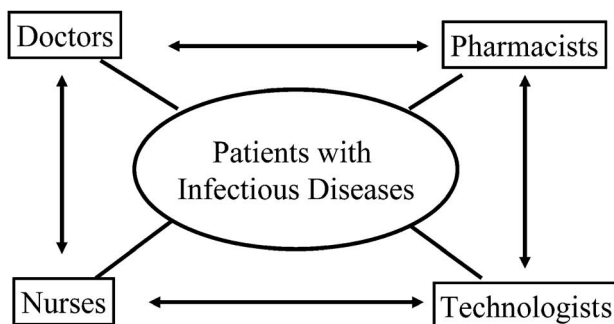 Doctors
Pharmacists
Patients with
Infectious Diseases
Nurses
Technologists